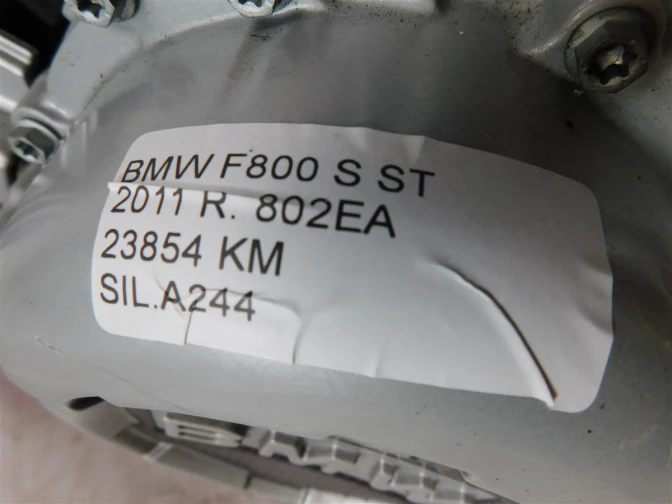 BMW F800 S ST
2011 R. 802EA
23854 KM
SIL.A244